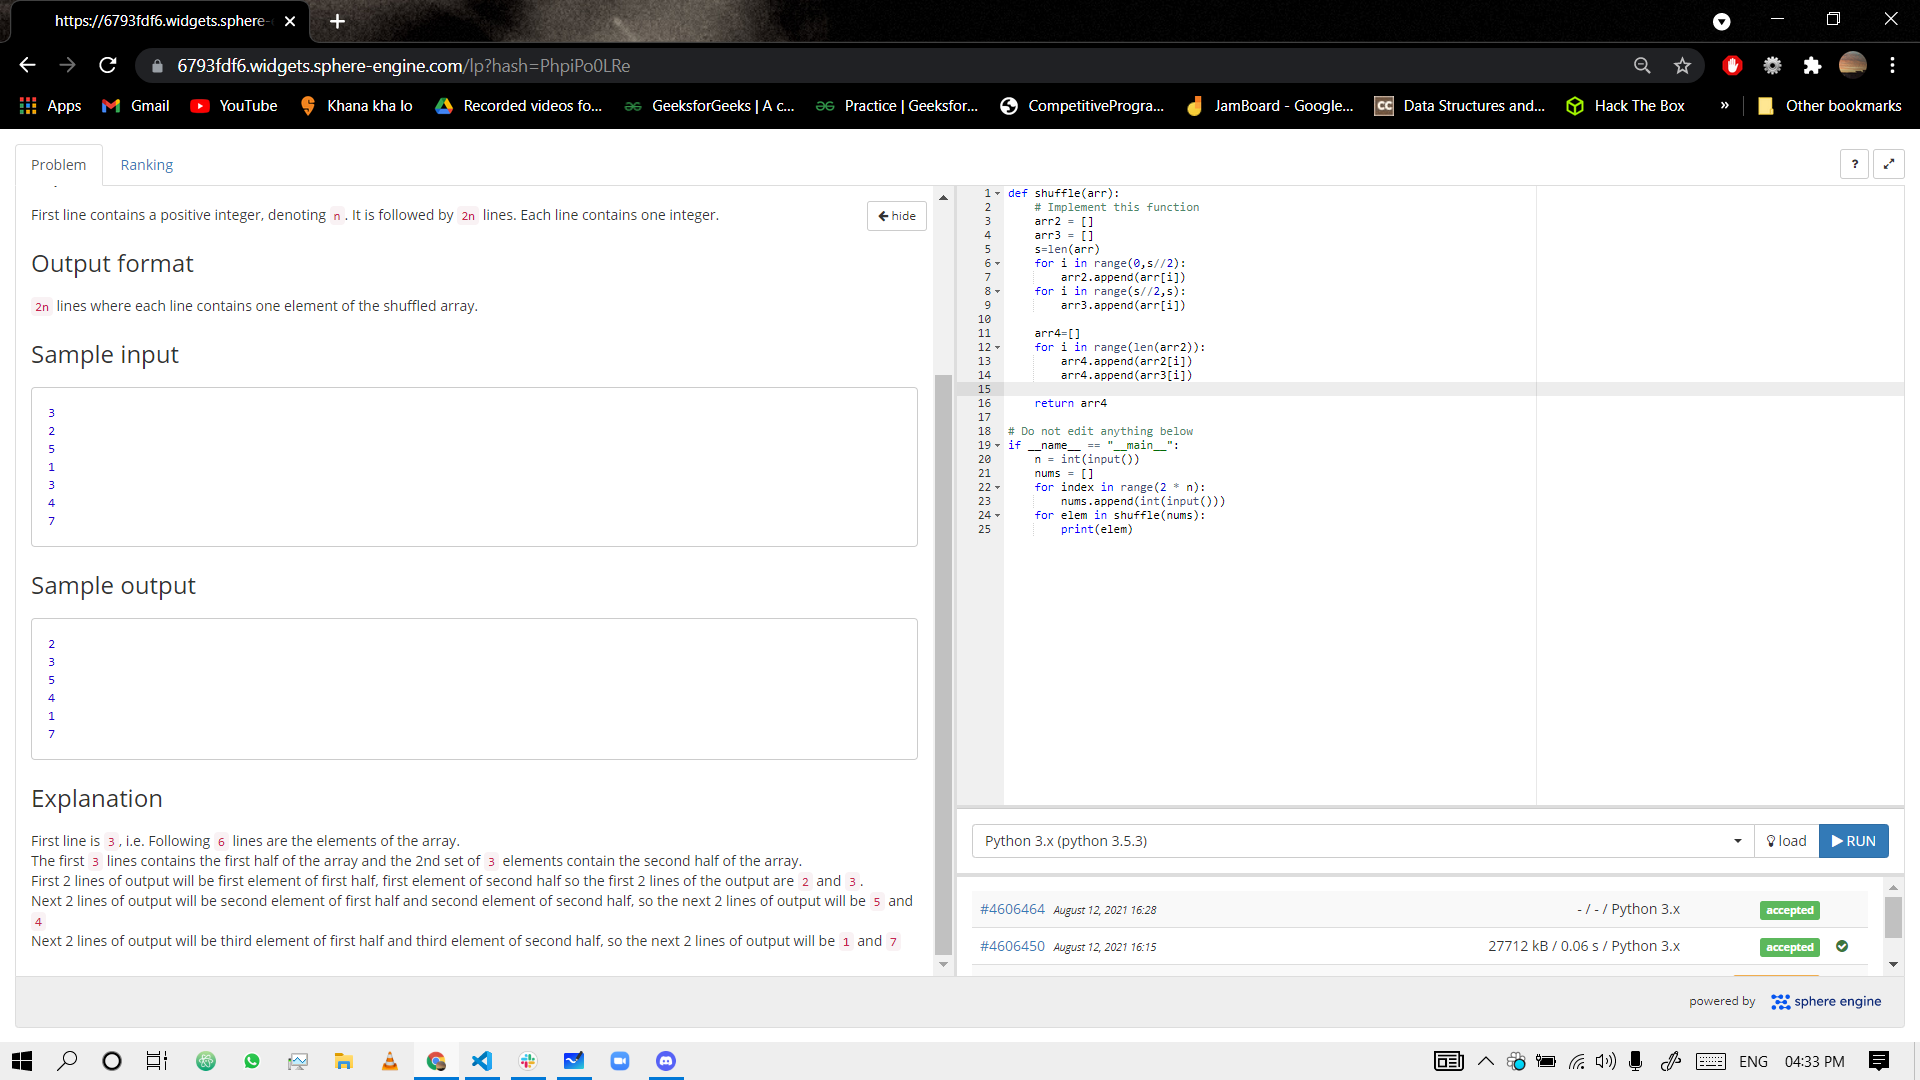 https://6793fdf6.widgets.sphere-
6793fdf6.widgets.sphere-engine.com/lp?hash=PhpiPo0LRe
Apps
Gmail
YouTube
Khana kha lo
Recorded videos fo...
GeeksforGeeks | A c...
Practice | Geeksfor...
CompetitiveProgra 
JamBoard - Google...
CC
Data Structures and...
Hack The Box
»
Other bookmarks
Problem
Ranking
?
First line contains a positive integer, denoting n . It is followed by 2n lines. Each line contains one integer.
hide
Output format
2n lines where each line contains one element of the shuffled array.
Sample input
3
2
5
1
3
4
7
Sample output
2
3
5
4
1
7
Explanation
First line is 3 , i.e. Following 6 lines are the elements of the array.
The first 3 lines contains the first half of the array and the 2nd set of 3 elements contain the second half of the array.
First 2 lines of output will be first element of first half, first element of second half so the first 2 lines of the output are 2 and 3 .
Next 2 lines of output will be second element of first half and second element of second half, so the next 2 lines of output will be 5 and
4
Next 2 lines of output will be third element of first half and third element of second half, so the next 2 lines of output will be 1 and 7
1 def shuffle(arr):
2     # Implement this function
3     arr2 = []
4     arr3 = []
5     s=len(arr)
6     for i in range(0,s//2):
7         arr2.append(arr[i])
8     for i in range(s//2,s):
9         arr3.append(arr[i])
10
11     arr4=[]
12     for i in range(len(arr2)):
13         arr4.append(arr2[i])
14         arr4.append(arr3[i])
15
16     return arr4
17
18 # Do not edit anything below
19 if __name__ == "__main__":
20     n = int(input())
21     nums = []
22     for index in range(2 * n):
23         nums.append(int(input()))
24     for elem in shuffle(nums):
25         print(elem)
Python 3.x (python 3.5.3)
load
RUN
#4606464 August 12, 2021 16:28 - / - / Python 3.x accepted
#4606450 August 12, 2021 16:15 27712 kB / 0.06 s / Python 3.x accepted
powered by sphere engine
ENG 04:33 PM